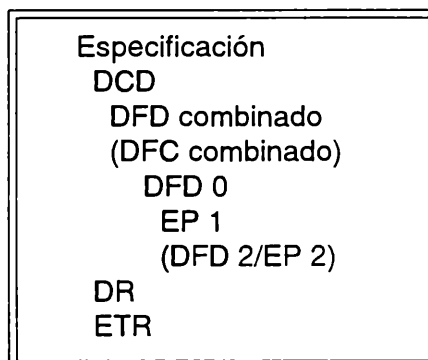 Especificación
DCD
DFD combinado
(DFC combinado)
DFD 0
EP 1
(DFD 2/EP 2)
DR
ETR